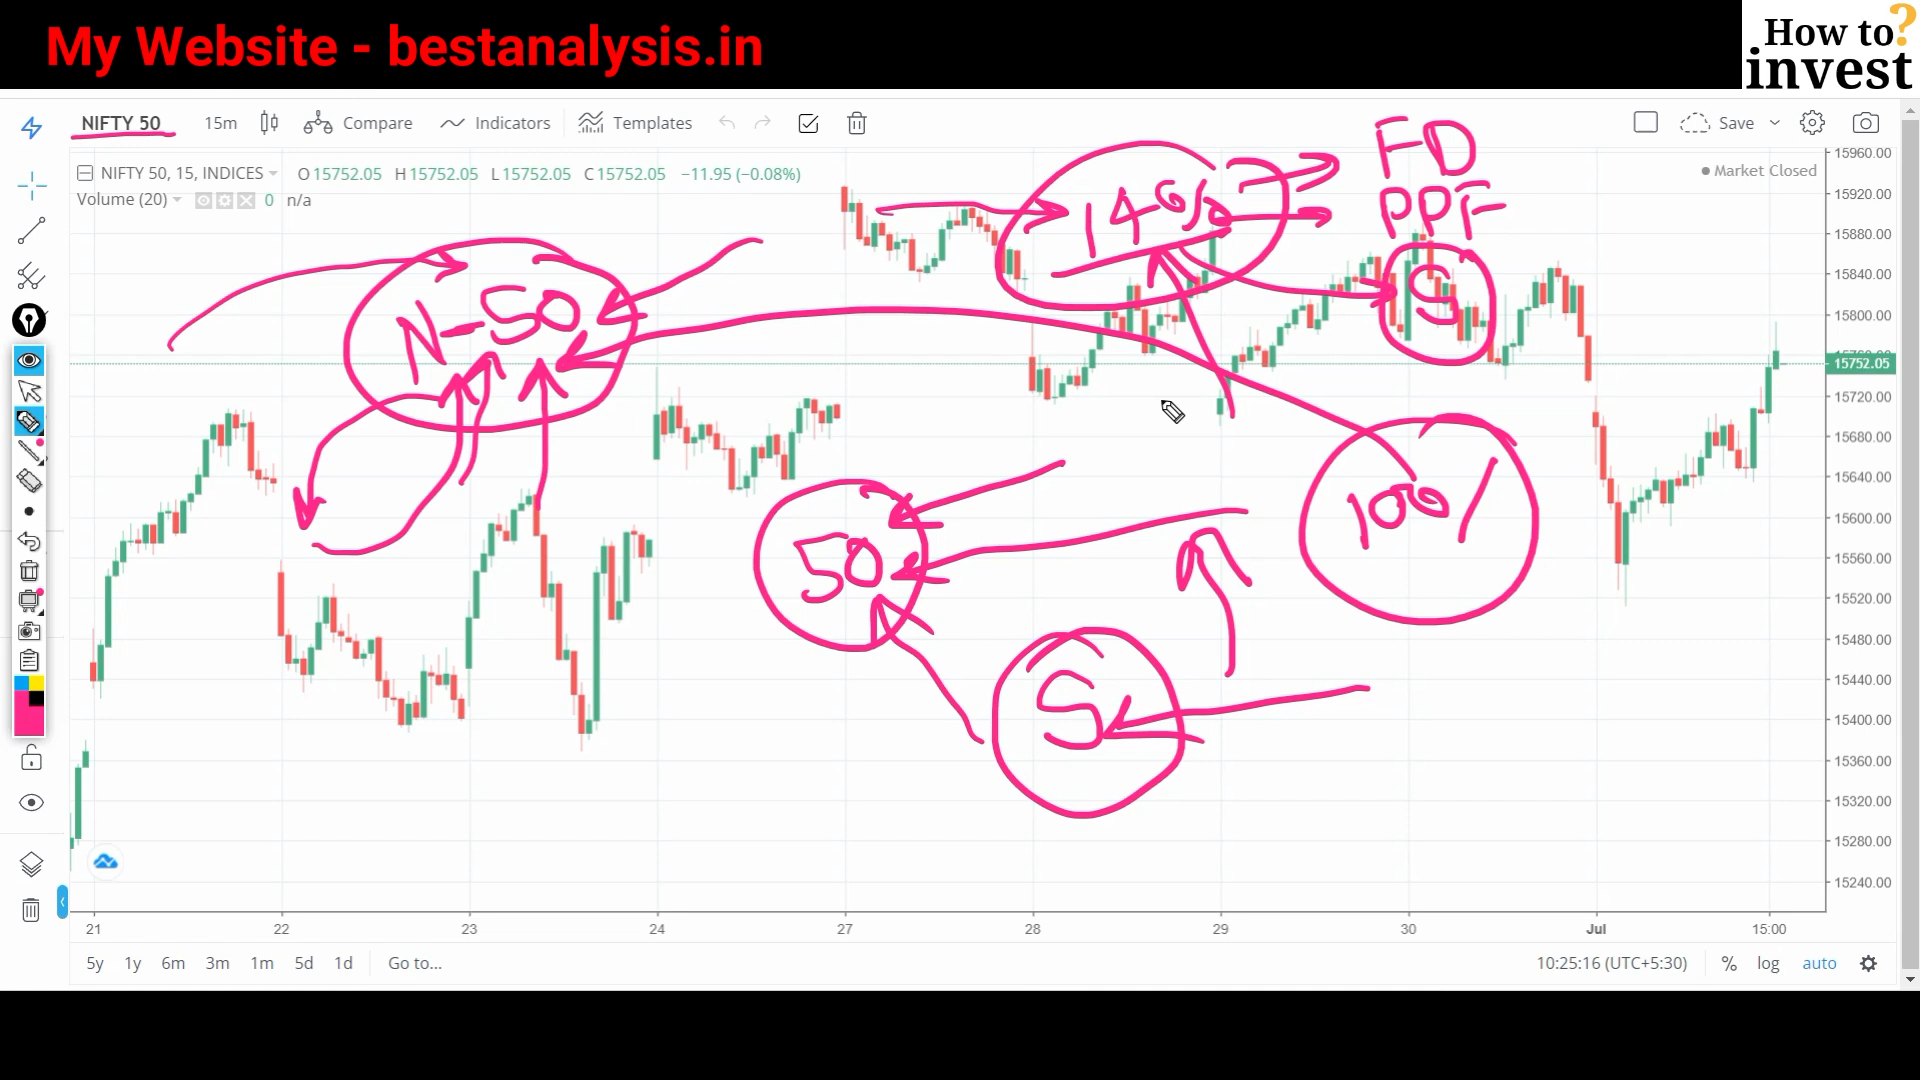 My Website - bestanalysis.in
How to?
invest
NIFTY 50 15m Compare Indicators Templates Save
NIFTY 50, 15, INDICES O 15752.05 H 15752.05 L 15752.05 C 15752.05 −11.95 (−0.08%)
Market Closed
Volume (20) 0 n/a
FD
PPF
14%
S
N-50
100%
50
S
15960.00
15920.00
15880.00
15840.00
15800.00
15752.05
15720.00
15680.00
15640.00
15600.00
15560.00
15520.00
15480.00
15440.00
15400.00
15360.00
15320.00
15280.00
15240.00
21 22 23 24 27 28 29 30 Jul 15:00
5y 1y 6m 3m 1m 5d 1d Go to... 10:25:16 (UTC+5:30) % log auto